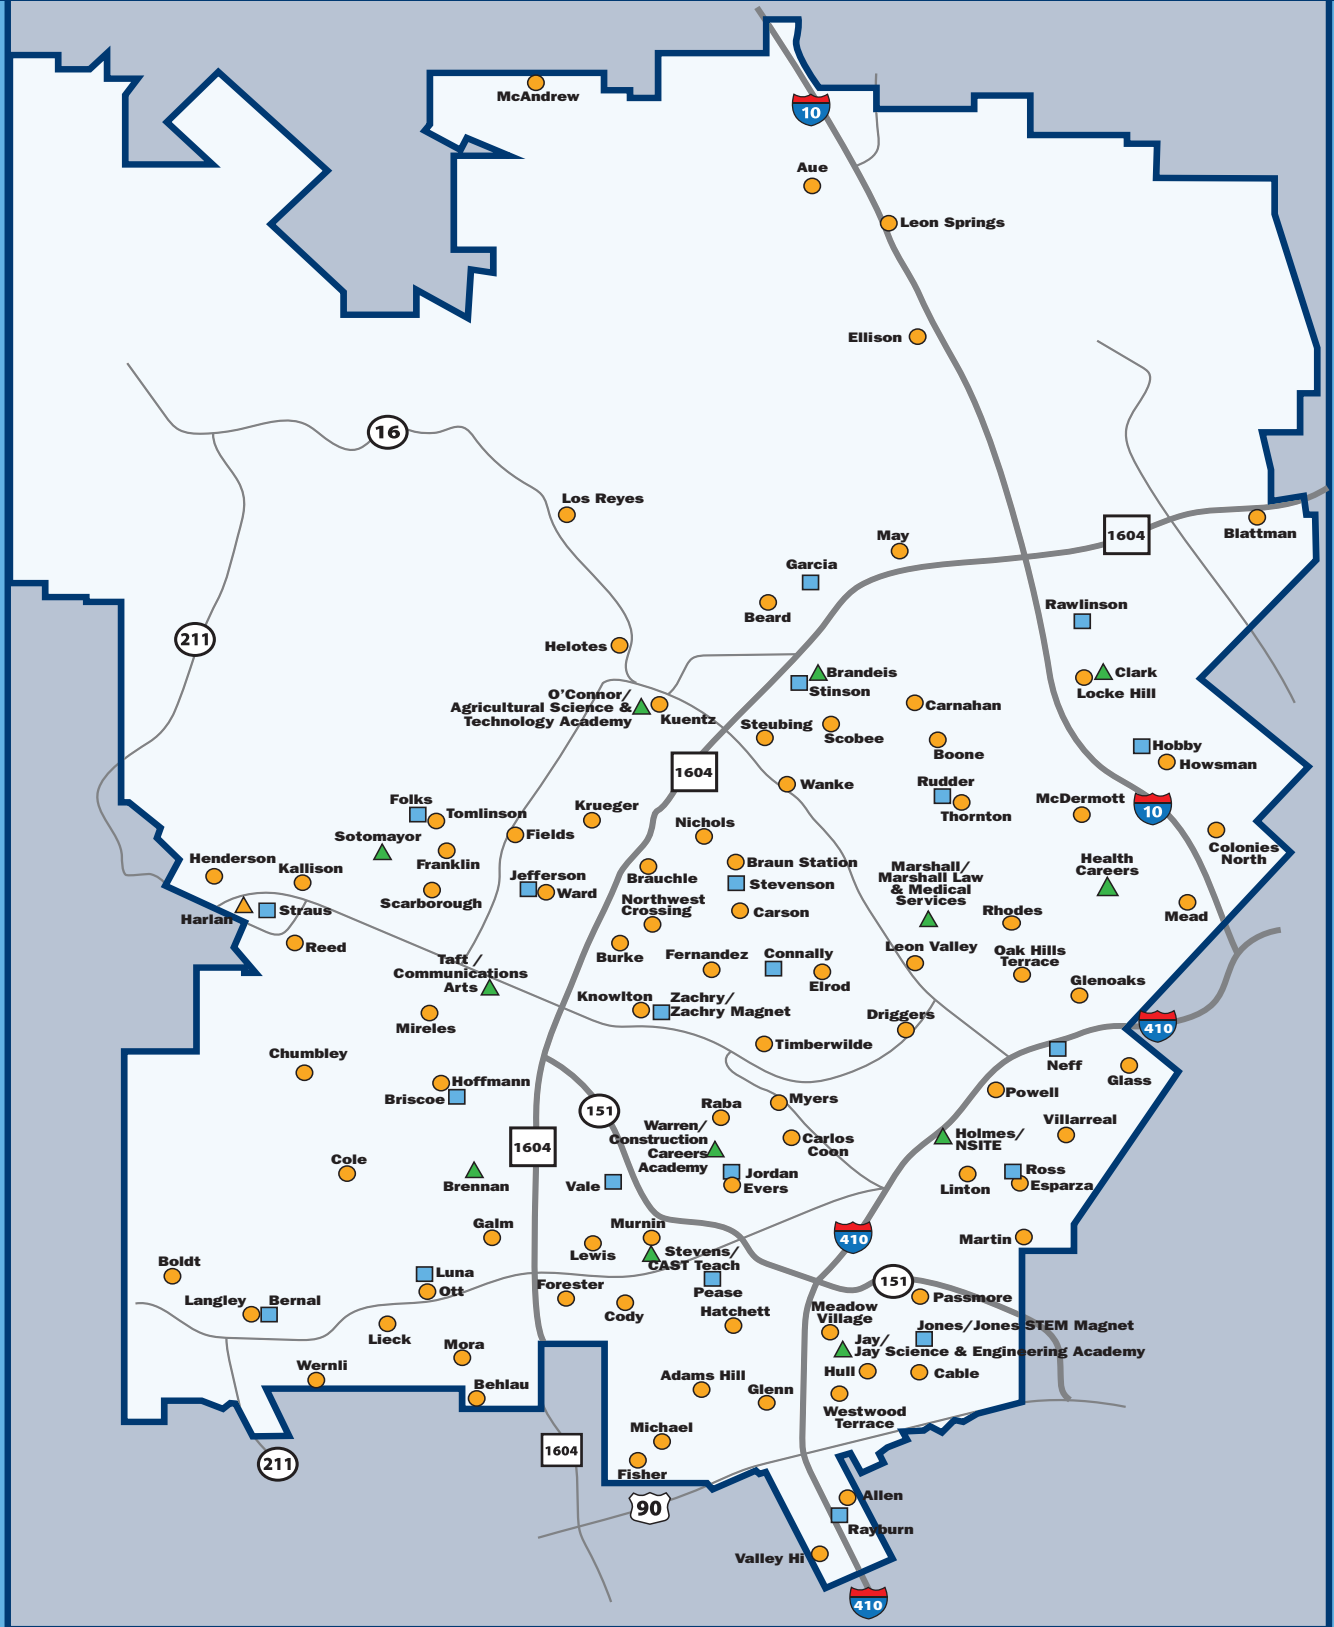 McAndrew
10
Aue
Leon Springs
Ellison
16
Los Reyes
May
1604
Blattman
Garcia
Beard
Rawlinson
211
Helotes
Brandeis
Stinson
Clark
Locke Hill
O'Connor/
Agricultural Science &
Technology Academy
Kuentz
Carnahan
Steubing
Scobee
Boone
Hobby
Howsman
1604
Wanke
Rudder
Thornton
McDermott
10
Folks
Tomlinson
Krueger
Nichols
Fields
Sotomayor
Franklin
Colonies
North
Henderson
Kallison
Scarborough
Jefferson
Ward
Brauchle
Braun Station
Stevenson
Marshall/
Marshall Law
& Medical
Services
Health
Careers
Harlan
Straus
Northwest
Crossing
Carson
Rhodes
Mead
Reed
Burke
Fernandez
Connally
Elrod
Leon Valley
Oak Hills
Terrace
Taft /
Communications
Arts
Glenoaks
Knowlton
Zachry/
Zachry Magnet
Mireles
Driggers
410
Timberwilde
Chumbley
Neff
Glass
Hoffmann
Briscoe
151
Raba
Myers
Powell
Villarreal
Warren/
Construction
Careers
Academy
Carlos
Coon
Holmes/
NSITE
1604
Cole
Brennan
Vale
Jordan
Evers
Linton
Ross
Esparza
Galm
Murnin
Lewis
Stevens/
CAST Teach
410
Martin
Boldt
Luna
Ott
Pease
151
Langley
Bernal
Forester
Cody
Hatchett
Passmore
Meadow
Village
Lieck
Jones/Jones STEM Magnet
Jay/
Jay Science & Engineering Academy
Mora
Wernli
Behlau
Adams Hill
Glenn
Hull
Cable
Westwood
Terrace
Michael
1604
211
Fisher
90
Allen
Rayburn
Valley Hi
410